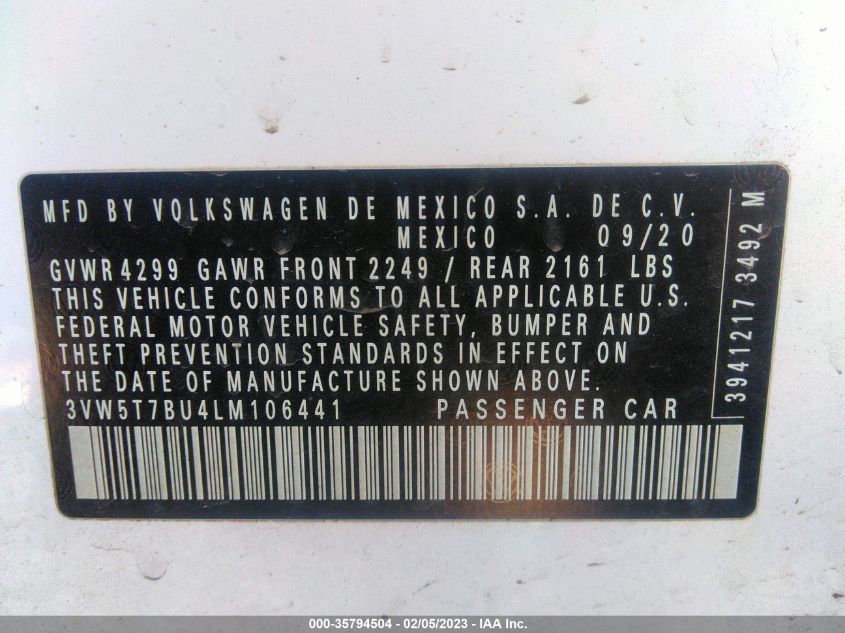 MFD BY VOLKSWAGEN DE MEXICO S.A. DE C.V.
MEXICO 09/20
GVWR 4299 GAWR FRONT 2249 / REAR 2161 LBS
THIS VEHICLE CONFORMS TO ALL APPLICABLE U.S.
FEDERAL MOTOR VEHICLE SAFETY, BUMPER AND
THEFT PREVENTION STANDARDS IN EFFECT ON
THE DATE OF MANUFACTURE SHOWN ABOVE.
3VW5T7BU4LM106441 PASSENGER CAR
3941217 3492 M
000-35794504 - 02/05/2023 - IAA Inc.